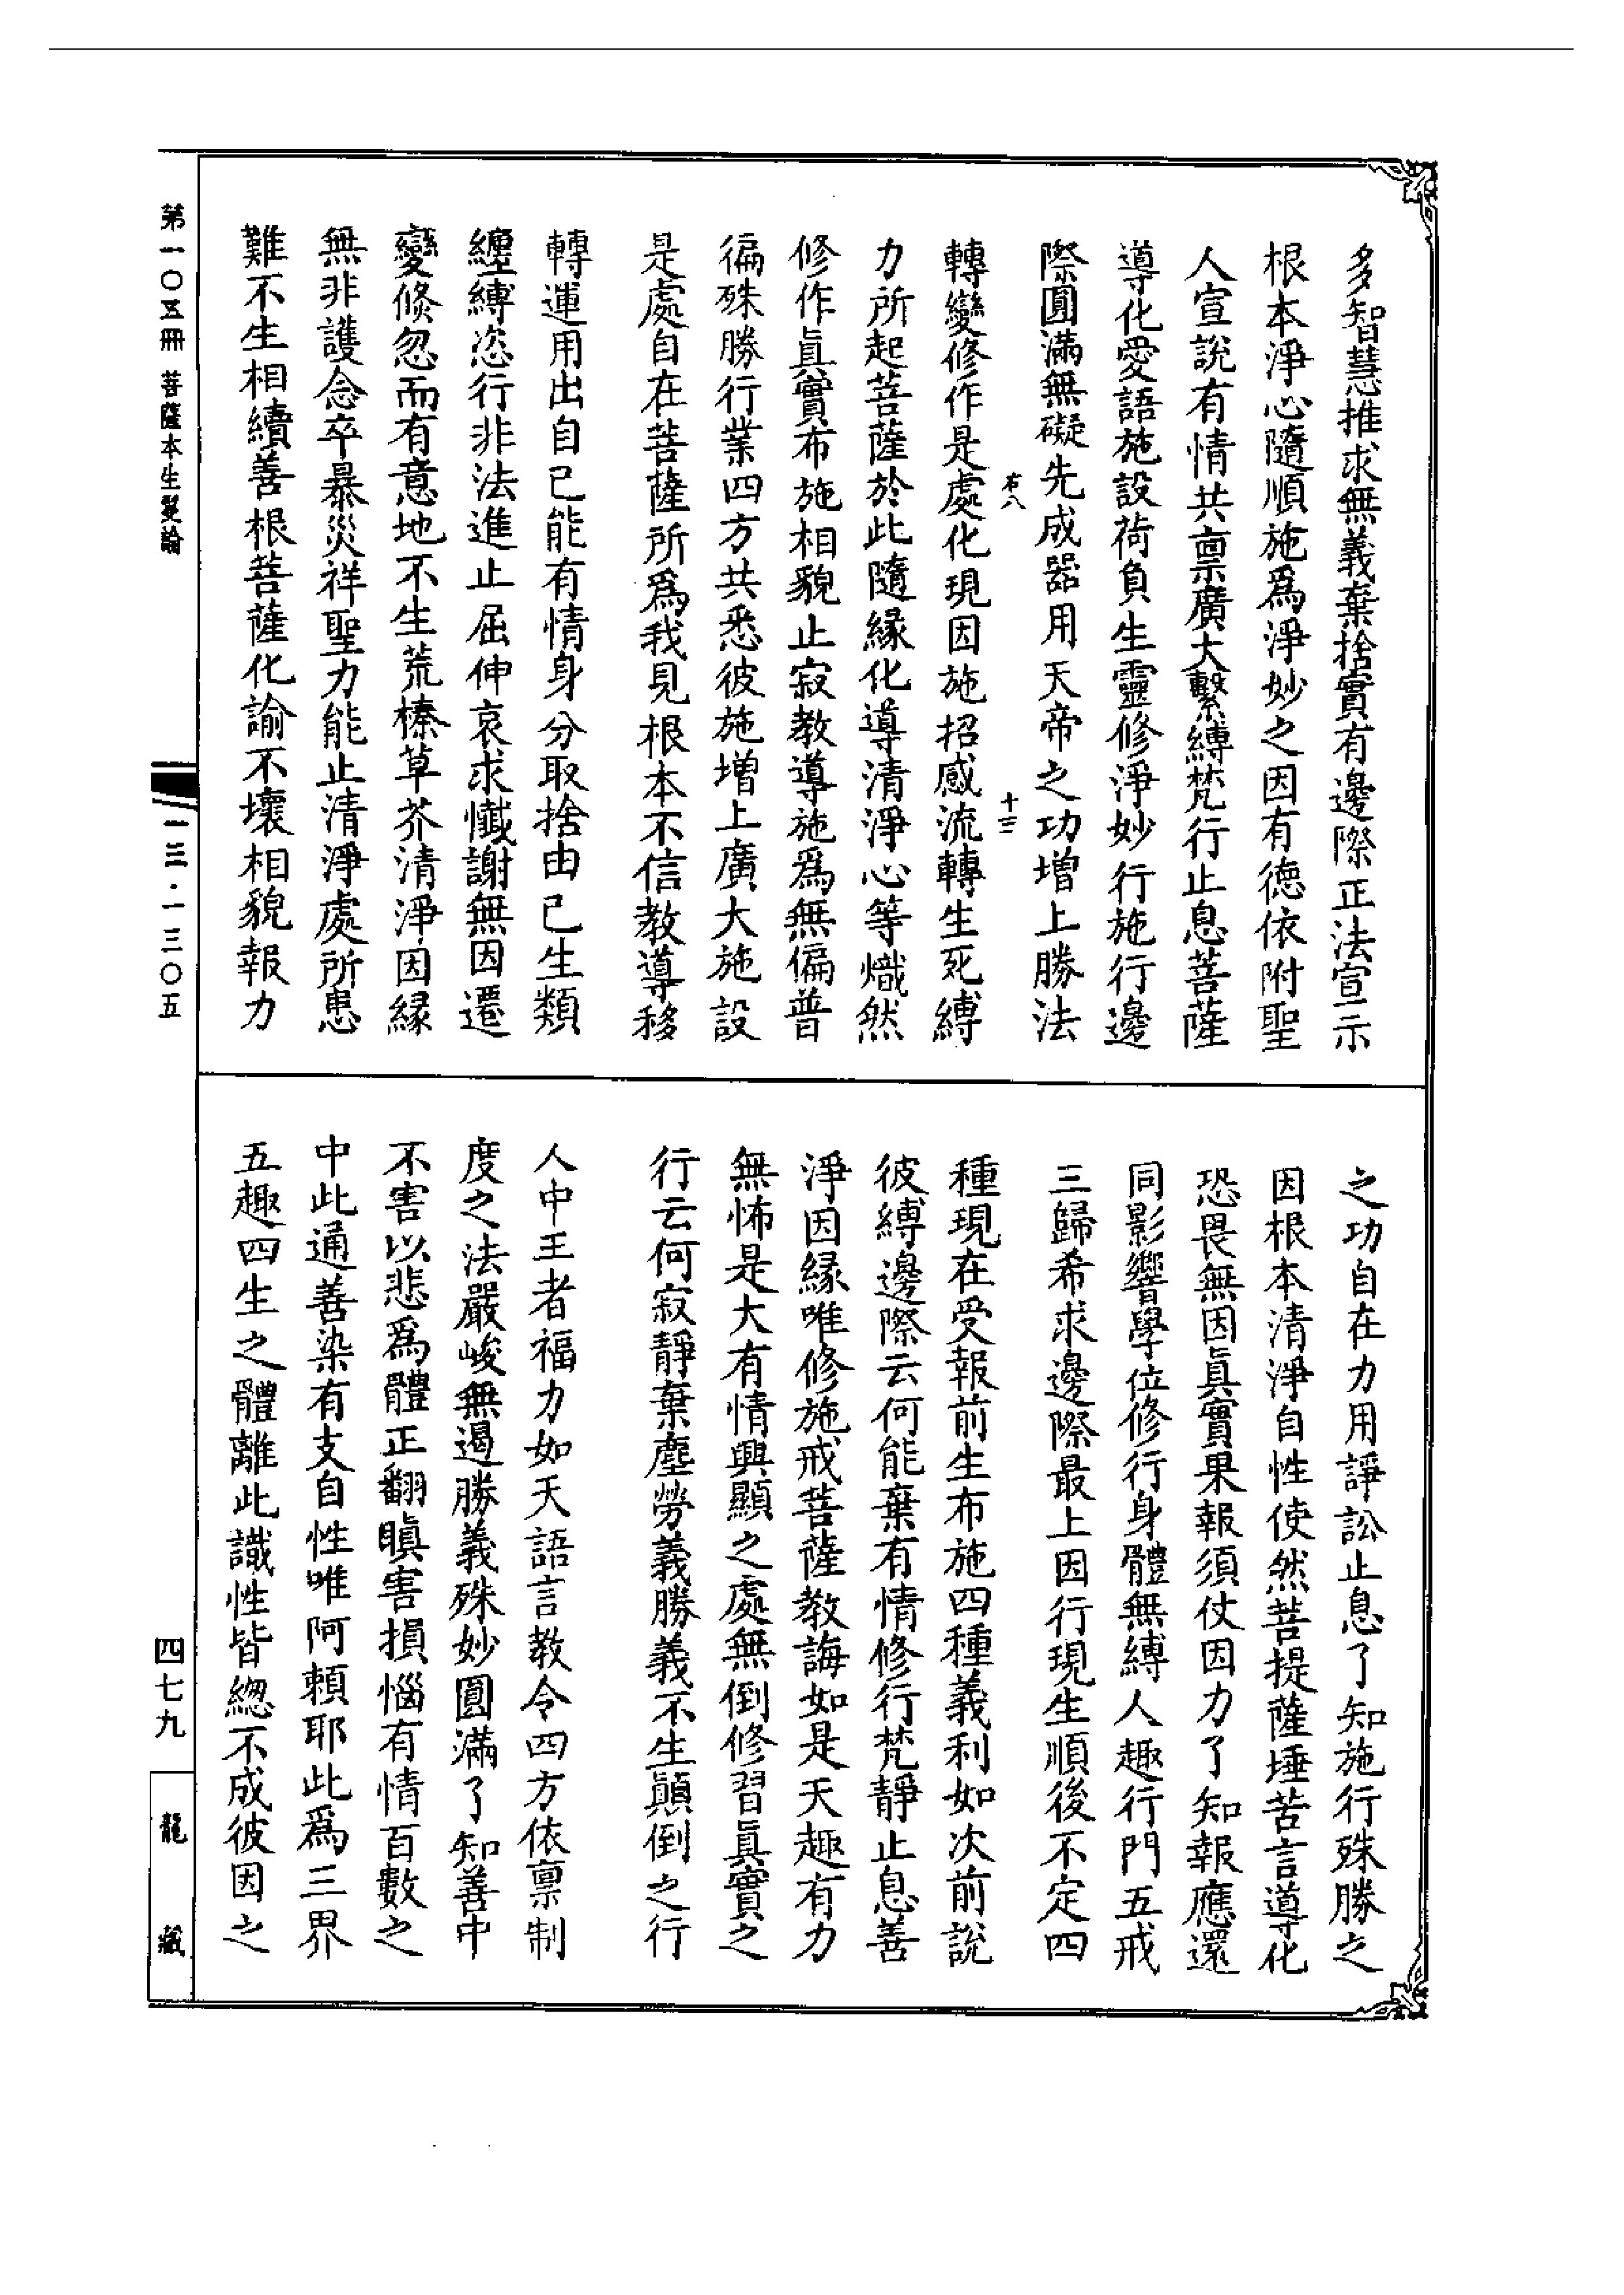 多智慧推求無義棄捨實有邊際正法宣示
根本淨心隨順施為淨妙之因有徳依附聖
人宣說有情共禀廣大繫縛梵行止息菩薩
導化愛語施設荷負生靈修淨妙行施行邊
際圓滿無礙先成器用天帝之功增上勝法
右八 十三
轉變修作是處化現因施招感流轉生死縛
力所起菩薩於此隨縁化導清淨心等熾然
修作眞實布施相貌止寂教導施為無偏普
徧殊勝行業四方共悉彼施增上廣大施設
是處自在菩薩所為我見根本不信教導移
轉運用出自已能有情身分取捨由已生類
纏縛恣行非法進止屈伸哀求懺謝無因遷
變倐忽而有意地不生荒榛草芥清淨因縁
無非護念卒暴災祥聖力能止清淨處所患
難不生相續善根菩薩化諭不壞相貌報力
之功自在力用諍訟止息了知施行殊勝之
因根本清淨自性使然菩提薩埵苦言導化
恐畏無因眞實果報須仗因力了知報應還
同影響學位修行身體無縛人趣行門五戒
三歸希求邊際最上因行現生順後不定四
種現在受報前生布施四種義利如次前說
彼縛邊際云何能棄有情修行梵靜止息善
淨因縁唯修施戒菩薩教誨如是天趣有力
無怖是大有情興顯之處無倒修習眞實之
行云何寂靜棄塵勞義勝義不生顛倒之行
人中王者福力如天語言教令四方依禀制
度之法嚴峻無遏勝義殊妙圓滿了知善中
不害以悲為體正翻瞋害損惱有情百數之
中此通善染有支自性唯阿賴耶此為三界
五趣四生之體離此識性皆緫不成彼因之
第一〇五冊 菩薩本生鬘論
一三·一三〇五
四七九
龍藏